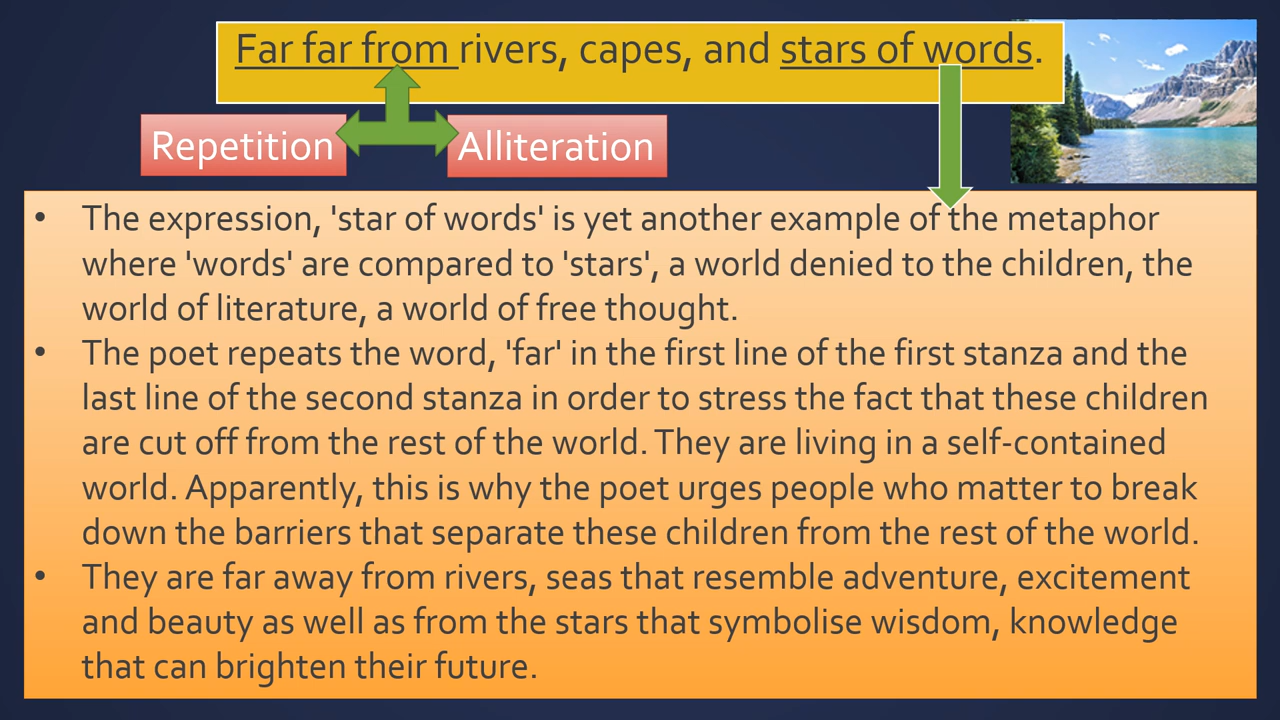 Far far from rivers, capes, and stars of words.
Repetition
Alliteration
• The expression, 'star of words' is yet another example of the metaphor
where 'words' are compared to 'stars', a world denied to the children, the
world of literature, a world of free thought.
• The poet repeats the word, 'far' in the first line of the first stanza and the
last line of the second stanza in order to stress the fact that these children
are cut off from the rest of the world. They are living in a self-contained
world. Apparently, this is why the poet urges people who matter to break
down the barriers that separate these children from the rest of the world.
• They are far away from rivers, seas that resemble adventure, excitement
and beauty as well as from the stars that symbolise wisdom, knowledge
that can brighten their future.